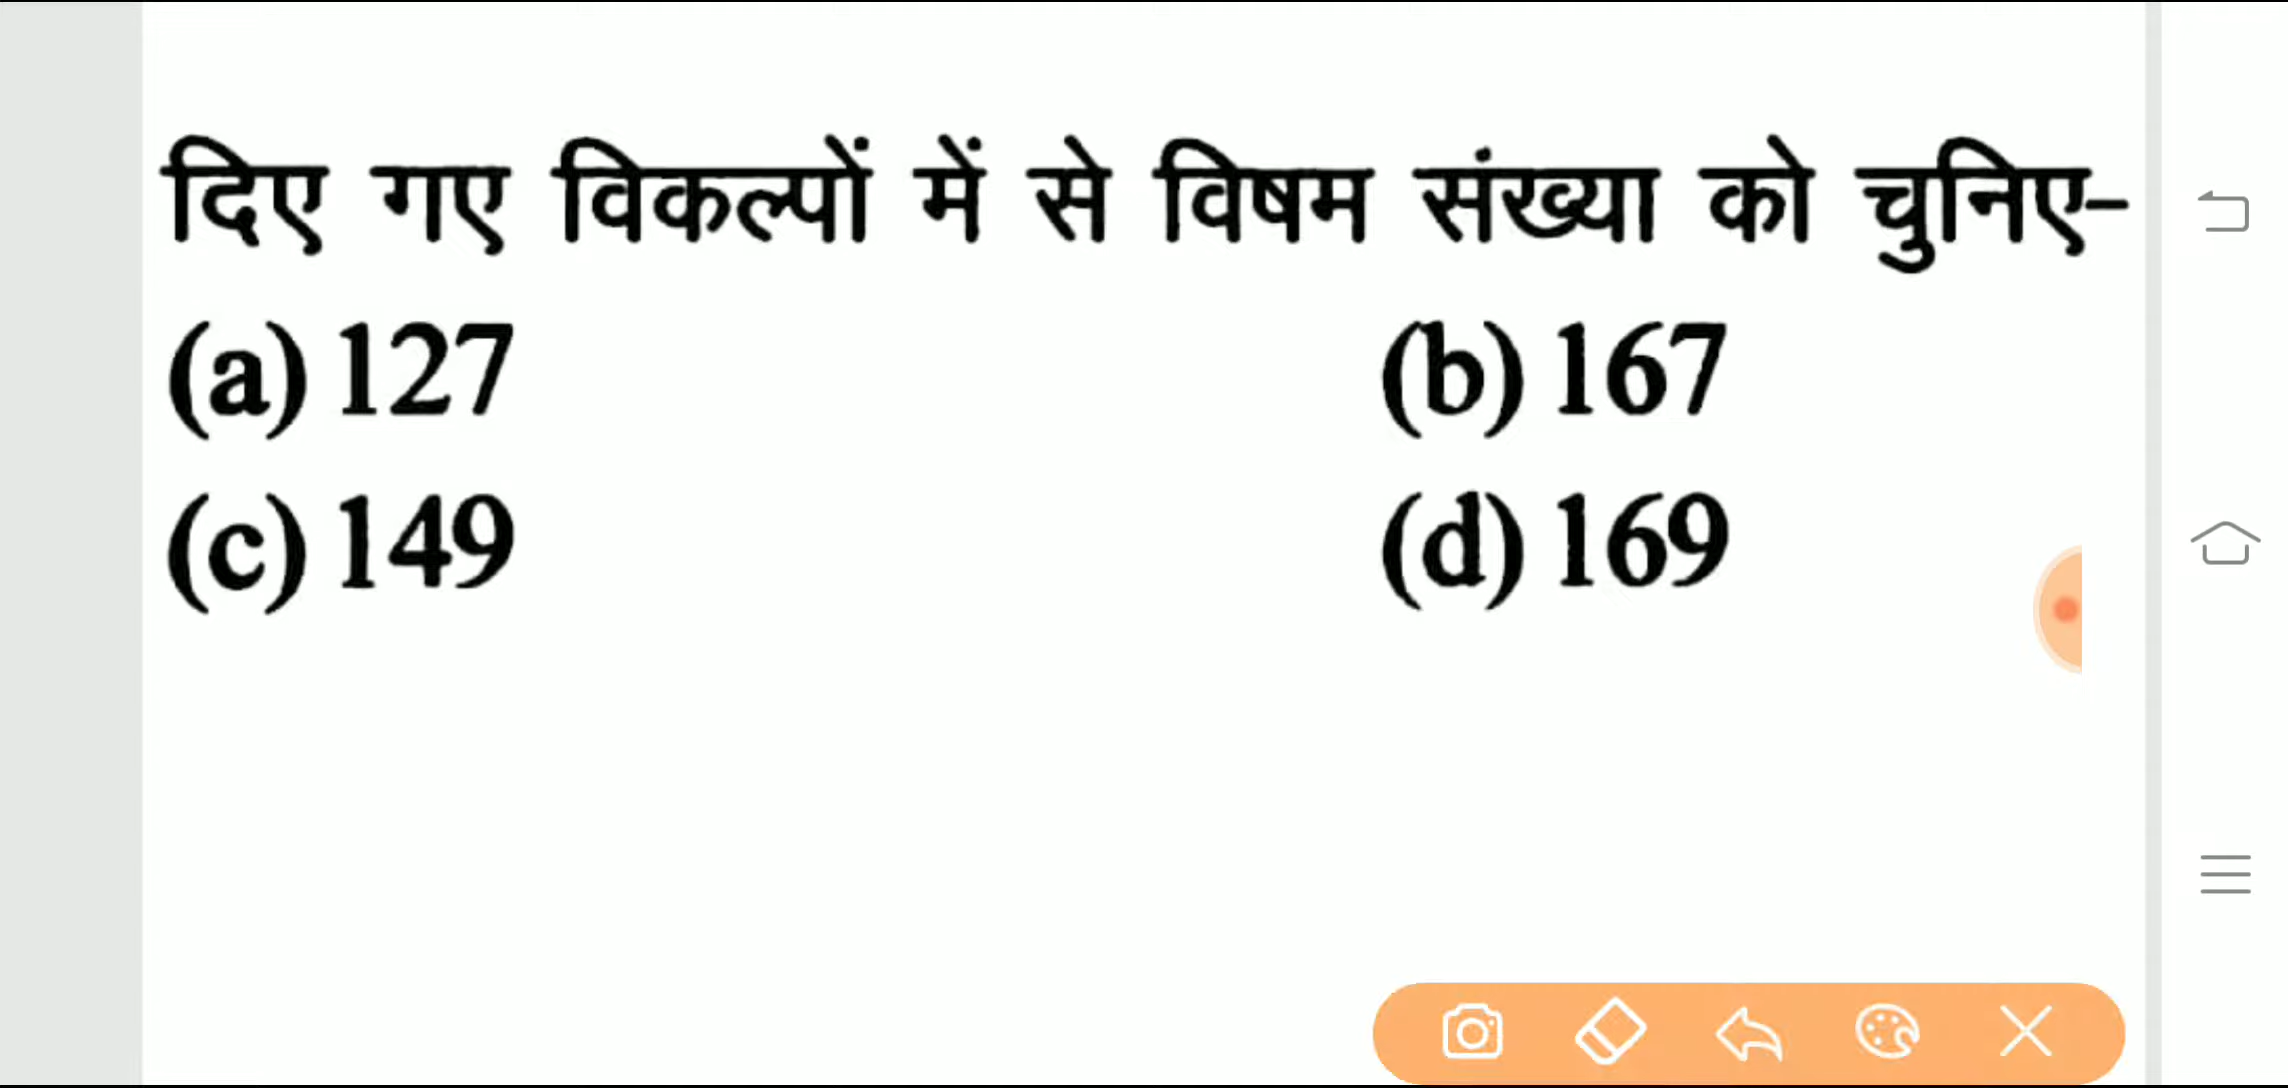 दिए गए विकल्पों में से विषम संख्या को चुनिए-
(a) 127 (b) 167
(c) 149 (d) 169